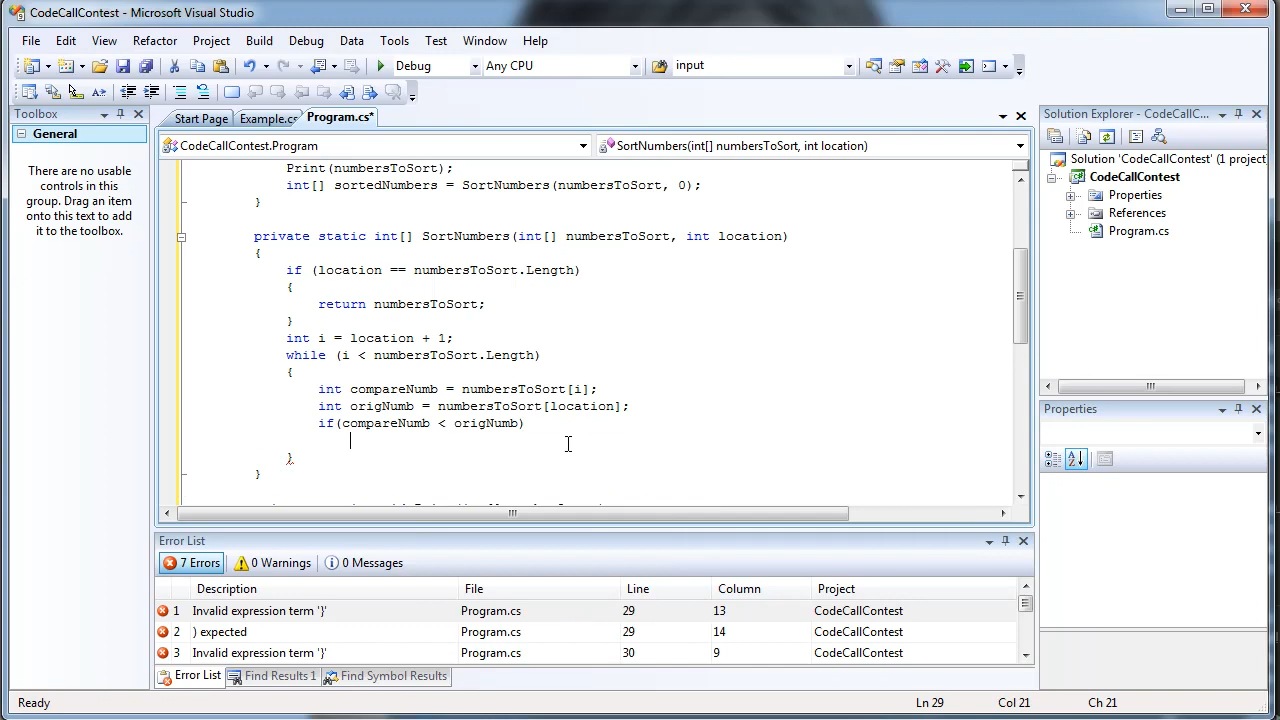 CodeCallContest - Microsoft Visual Studio
File Edit View Refactor Project Build Debug Data Tools Test Window Help
Debug Any CPU input
Toolbox
General
There are no usable
controls in this
group. Drag an item
onto this text to add
it to the toolbox.
Start Page Example.cs Program.cs*
CodeCallContest.Program SortNumbers(int[] numbersToSort, int location)
Print(numbersToSort);
int[] sortedNumbers = SortNumbers(numbersToSort, 0);
}
private static int[] SortNumbers(int[] numbersToSort, int location)
{
if (location == numbersToSort.Length)
{
return numbersToSort;
}
int i = location + 1;
while (i < numbersToSort.Length)
{
int compareNumb = numbersToSort[i];
int origNumb = numbersToSort[location];
if(compareNumb < origNumb)
}
}
Solution Explorer - CodeCallC...
Solution 'CodeCallContest' (1 project
CodeCallContest
Properties
References
Program.cs
Properties
Error List
7 Errors 0 Warnings 0 Messages
Description File Line Column Project
1 Invalid expression term '}' Program.cs 29 13 CodeCallContest
2 ) expected Program.cs 29 14 CodeCallContest
3 Invalid expression term '}' Program.cs 30 9 CodeCallContest
Error List Find Results 1 Find Symbol Results
Ready Ln 29 Col 21 Ch 21